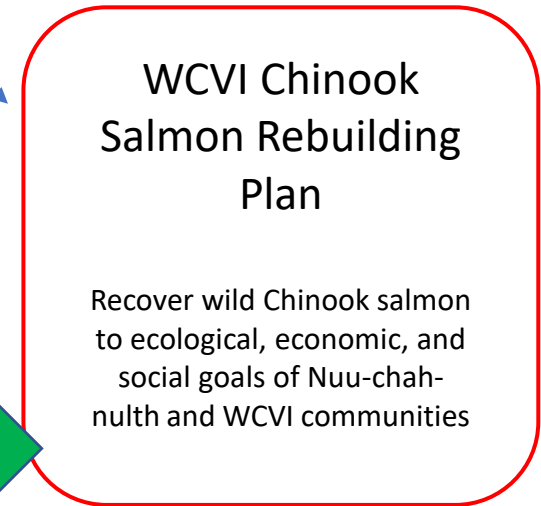 WCVI Chinook
Salmon Rebuilding
Plan
Recover wild Chinook salmon
to ecological, economic, and
social goals of Nuu-chah-
nulth and WCVI communities